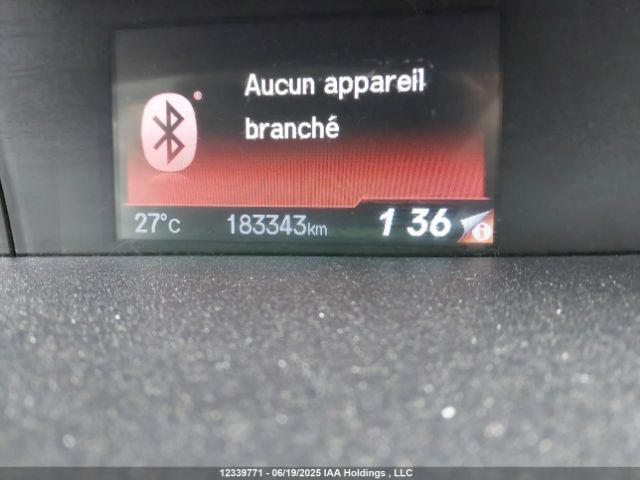 Aucun appareil
branché
27°c 183343km 1 36
12339771 - 06/19/2025 IAA Holdings , LLC